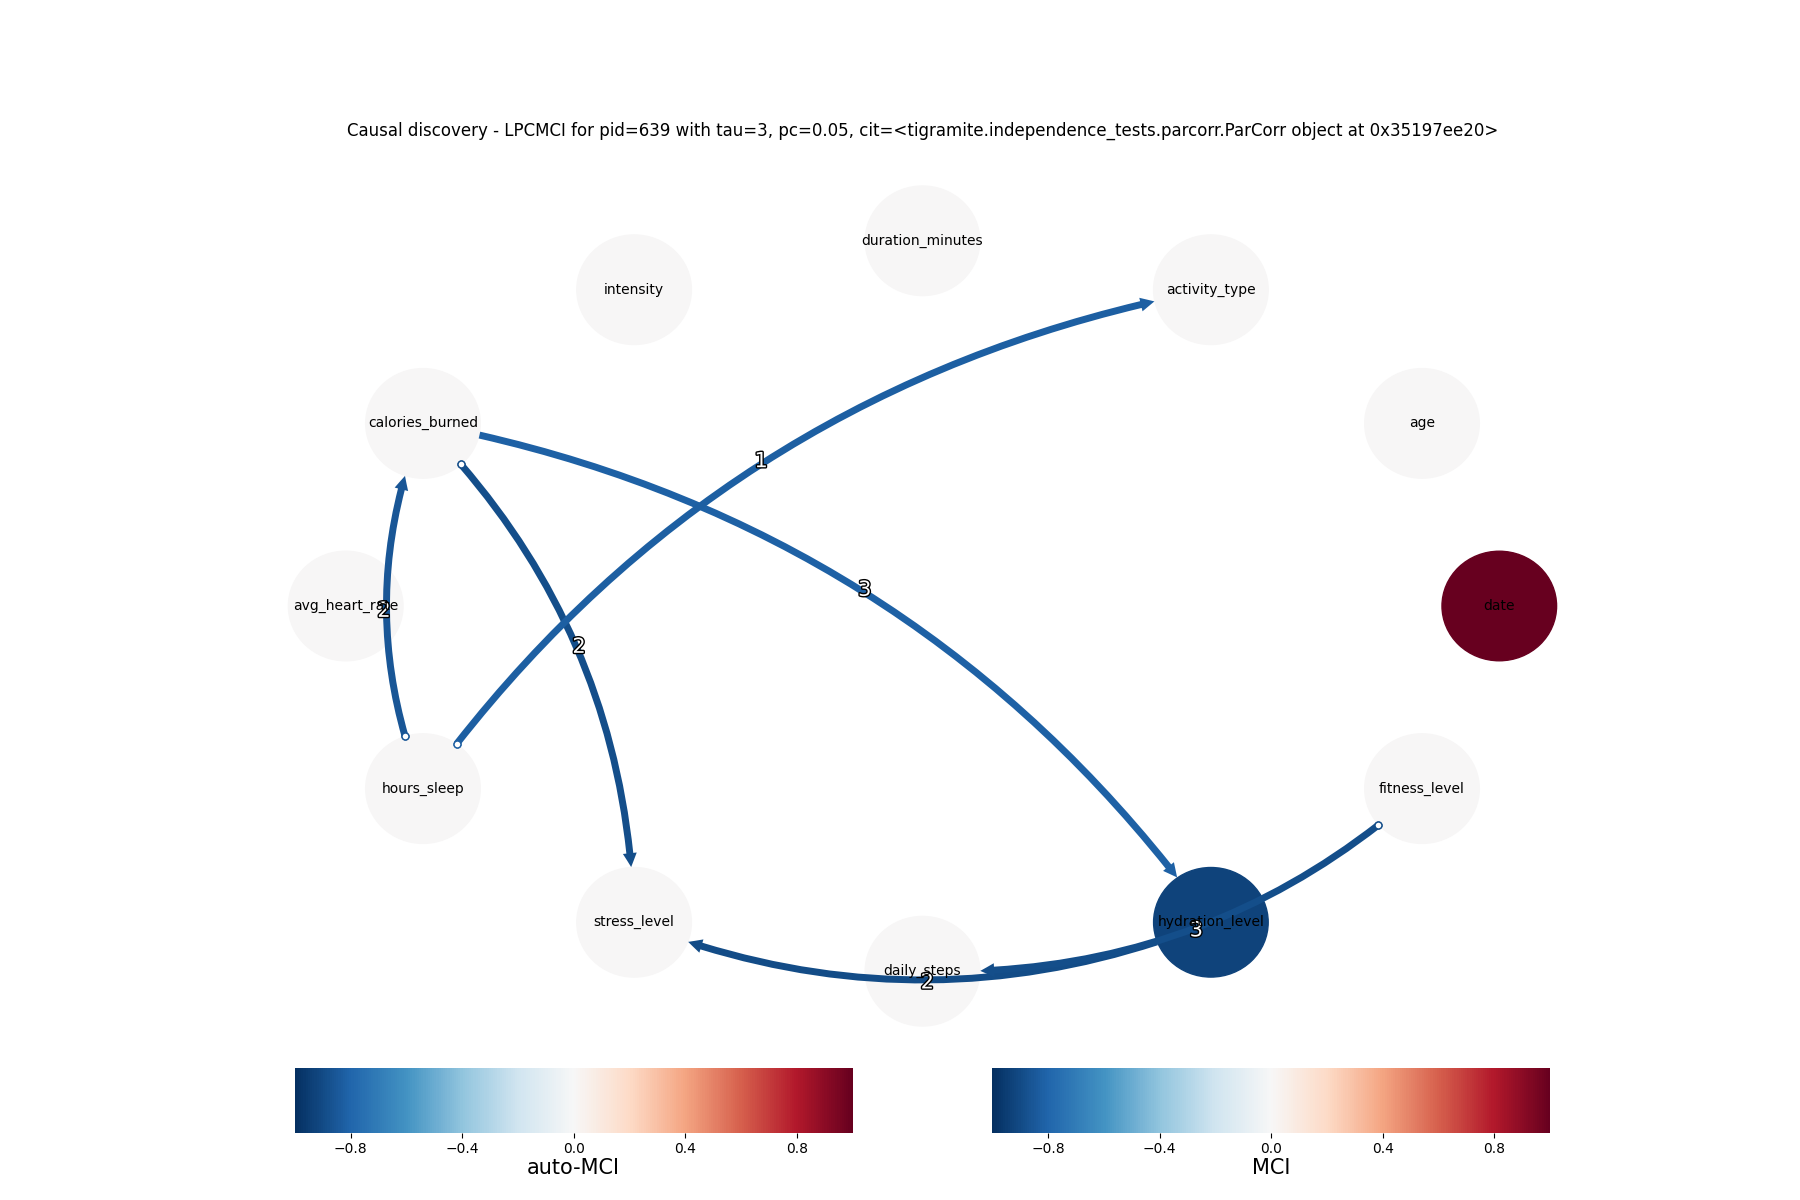 Causal discovery - LPCMCI for pid=639 with tau=3, pc=0.05, cit=<tigramite.independence_tests.parcorr.ParCorr object at 0x35197ee20>
duration_minutes
intensity
activity_type
calories_burned
age
1
3
avg_heart_rate
2
date
2
hours_sleep
fitness_level
stress_level
hydration_level
3
daily_steps
2
−0.8 −0.4 0.0 0.4 0.8
auto-MCI
−0.8 −0.4 0.0 0.4 0.8
MCI